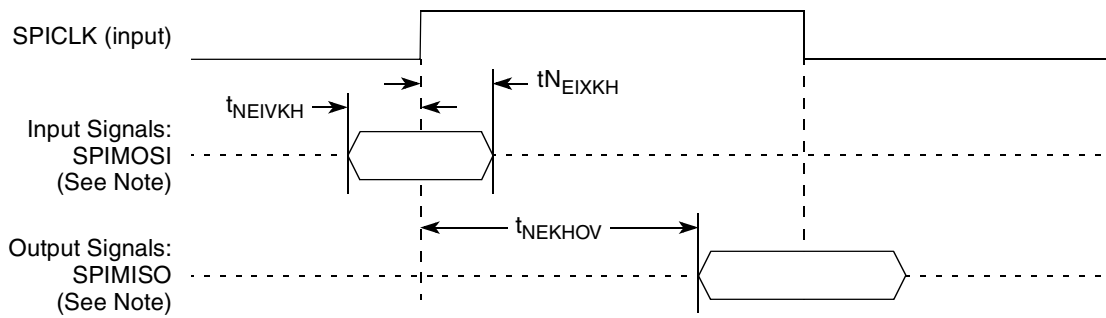 SPICLK (input)
tNEIXKH
tNEIVKH
Input Signals:
SPIMOSI
(See Note)
tNEKHOV
Output Signals:
SPIMISO
(See Note)